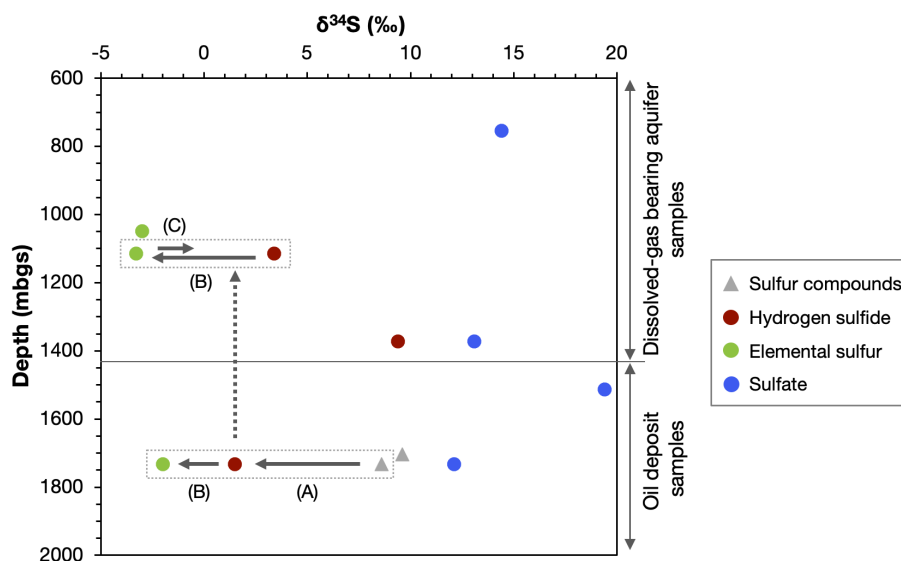 δ³⁴S (‰)
-5 0 5 10 15 20
Depth (mbgs)
600
800
1000
1200
1400
1600
1800
2000
(C)
(B)
(B)
(A)
Dissolved-gas bearing aquifer
samples
Oil deposit
samples
Sulfur compounds
Hydrogen sulfide
Elemental sulfur
Sulfate